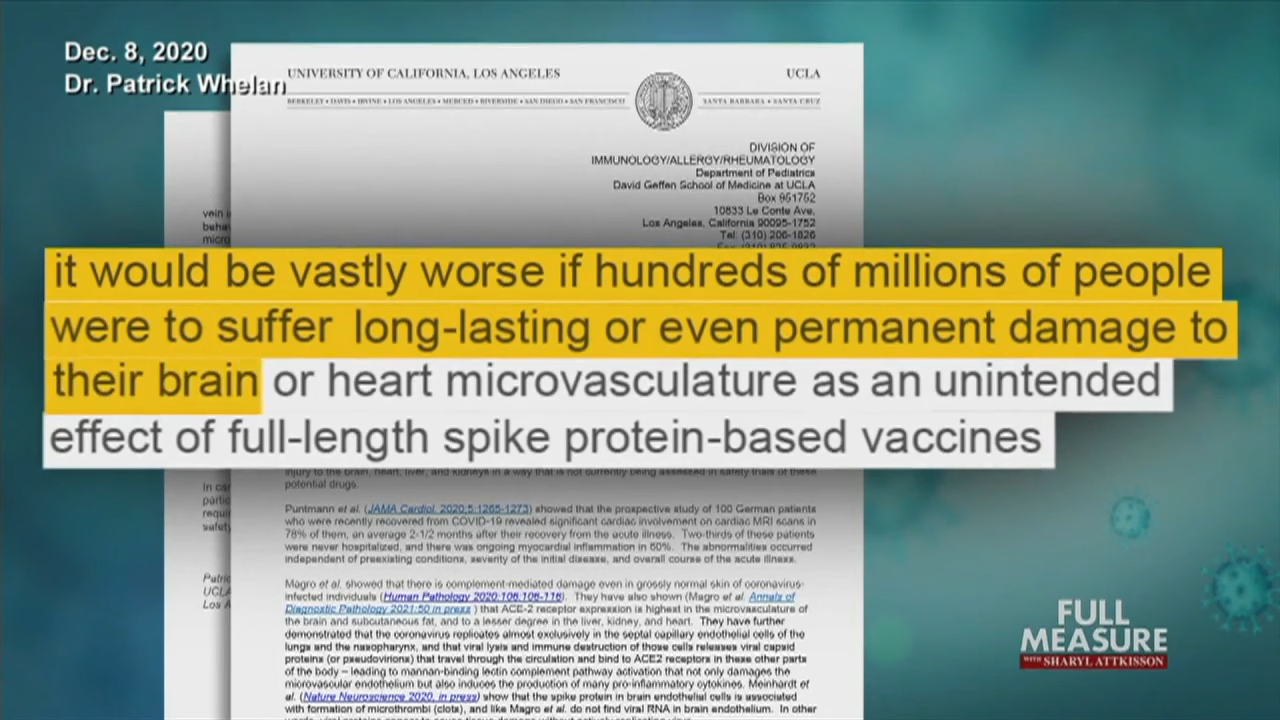 Dec. 8, 2020
Dr. Patrick Whelan
UNIVERSITY OF CALIFORNIA, LOS ANGELES
UCLA
BERKELEY • DAVIS • IRVINE • LOS ANGELES • MERCED • RIVERSIDE • SAN DIEGO • SAN FRANCISCO
SANTA BARBARA • SANTA CRUZ
DIVISION OF
IMMUNOLOGY/ALLERGY/RHEUMATOLOGY
Department of Pediatrics
David Geffen School of Medicine at UCLA
Box 951752
10833 Le Conte Ave.
Los Angeles, California 90095-1752
Tel: (310) 206-1826
vein
beha
micro
it would be vastly worse if hundreds of millions of people
were to suffer long-lasting or even permanent damage to
their brain or heart microvasculature as an unintended
effect of full-length spike protein-based vaccines
injury to the brain, heart, liver, and kidneys in a way that is not currently being assessed in safety trials of these
potential drugs.
In ca
partic
requi
safety
Puntmann et al. (JAMA Cardiol. 2020;5:1265-1273) showed that the prospective study of 100 German patients
who were recently recovered from COVID-19 revealed significant cardiac involvement on cardiac MRI scans in
78% of them, an average 2-1/2 months after their recovery from the acute illness. Two-thirds of these patients
were never hospitalized, and there was ongoing myocardial inflammation in 60%. The abnormalities occurred
independent of preexisting conditions, severity of the initial disease, and overall course of the acute illness.
Patric
UCLA
Los A
Magro et al. showed that there is complement-mediated damage even in grossly normal skin of coronavirus-
infected individuals (Human Pathology 2020:106:106-116). They have also shown (Magro et al. Annals of
Diagnostic Pathology 2021:50 in press ) that ACE-2 receptor expression is highest in the microvasculature of
the brain and subcutaneous fat, and to a lesser degree in the liver, kidney, and heart. They have further
demonstrated that the coronavirus replicates almost exclusively in the septal capillary endothelial cells of the
lungs and the nasopharynx, and that viral lysis and immune destruction of those cells releases viral capsid
proteins (or pseudovirions) that travel through the circulation and bind to ACE2 receptors in these other parts
of the body – leading to mannan-binding lectin complement pathway activation that not only damages the
microvascular endothelium but also induces the production of many pro-inflammatory cytokines. Meinhardt et
al. (Nature Neuroscience 2020, in press) show that the spike protein in brain endothelial cells is associated
with formation of microthrombi (clots), and like Magro et al. do not find viral RNA in brain endothelium. In other
FULL
MEASURE
WITH SHARYL ATTKISSON